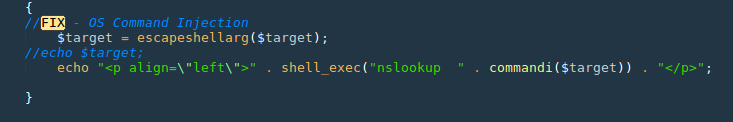 {
//FIX - OS Command Injection
    $target = escapeshellarg($target);
//echo $target;
    echo "<p align=\"left\">" . shell_exec("nslookup  " . commandi($target)) . "</p>";
}